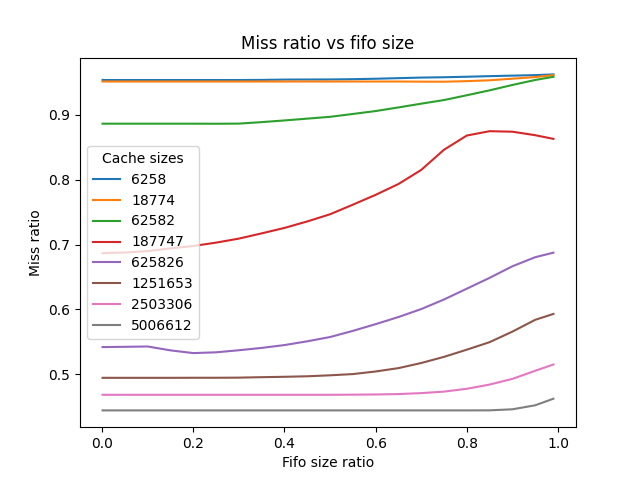 Miss ratio vs fifo size
Miss ratio
0.9
0.8
0.7
0.6
0.5
Cache sizes
6258
18774
62582
187747
625826
1251653
2503306
5006612
0.0 0.2 0.4 0.6 0.8 1.0
Fifo size ratio